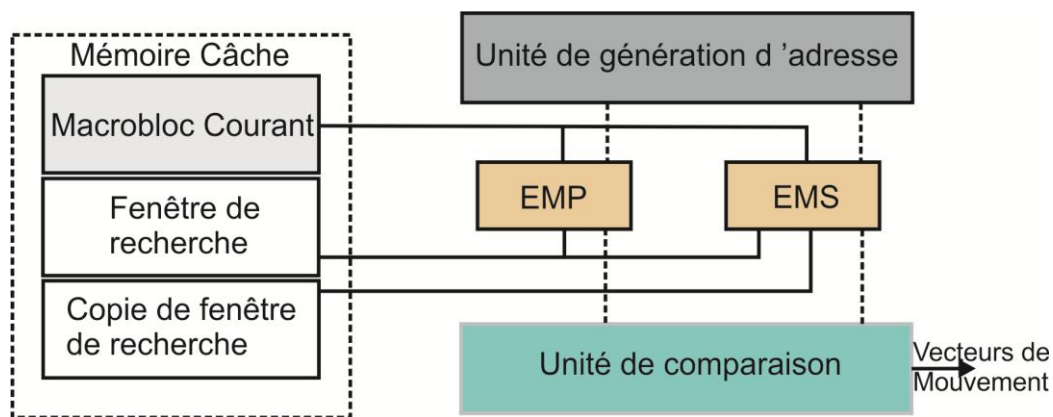 Mémoire Câche
Macrobloc Courant
Fenêtre de
recherche
Copie de fenêtre
de recherche
Unité de génération d ’adresse
EMP
EMS
Unité de comparaison
Vecteurs de
Mouvement